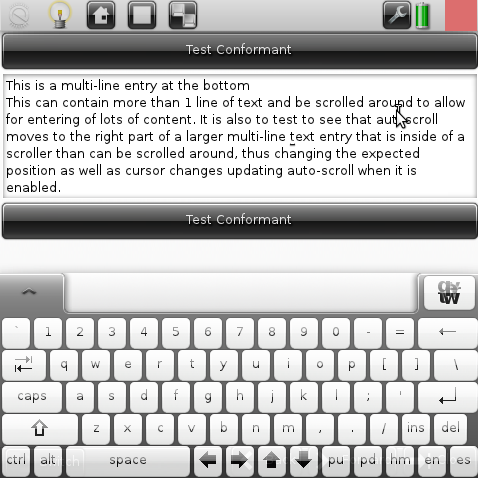 Test Conformant
This is a multi-line entry at the bottom
This can contain more than 1 line of text and be scrolled around to allow
for entering of lots of content. It is also to test to see that auto-scroll
moves to the right part of a larger multi-line text entry that is inside of a
scroller than can be scrolled around, thus changing the expected
position as well as cursor changes updating auto-scroll when it is
enabled.
Test Conformant
` 1 2 3 4 5 6 7 8 9 0 - = ←
q w e r t y u i o p [ ] \
caps a s d f g h j k l ; '
z x c v b n m , . / ins del
ctrl alt space pu pd hm en es